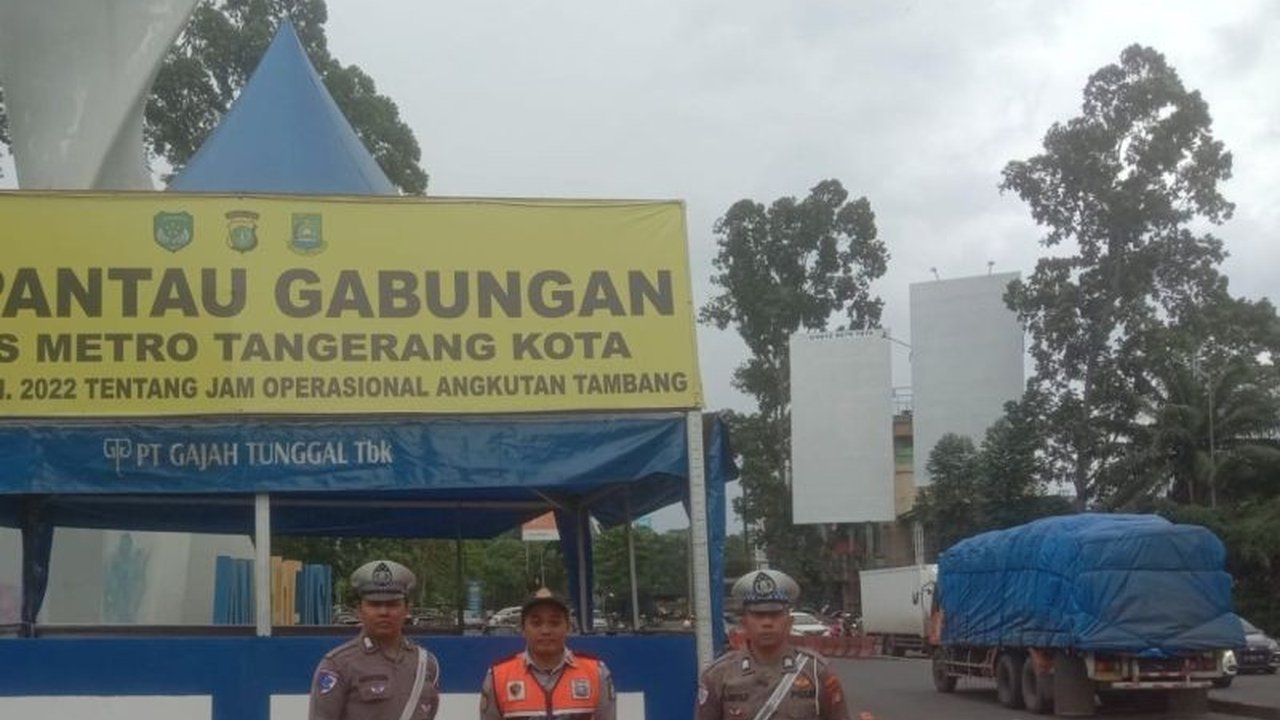 PANTAU GABUNGAN
S METRO TANGERANG KOTA
. 2022 TENTANG JAM OPERASIONAL ANGKUTAN TAMBANG
PT GAJAH TUNGGAL Tbk